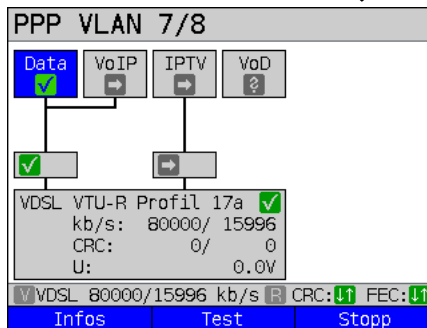 PPP VLAN 7/8
Data VoIP IPTV VoD
?
VDSL VTU-R Profil 17a
kb/s: 80000/ 15996
CRC: 0/ 0
U: 0.0V
V VDSL 80000/15996 kb/s R CRC: FEC:
Infos Test Stopp